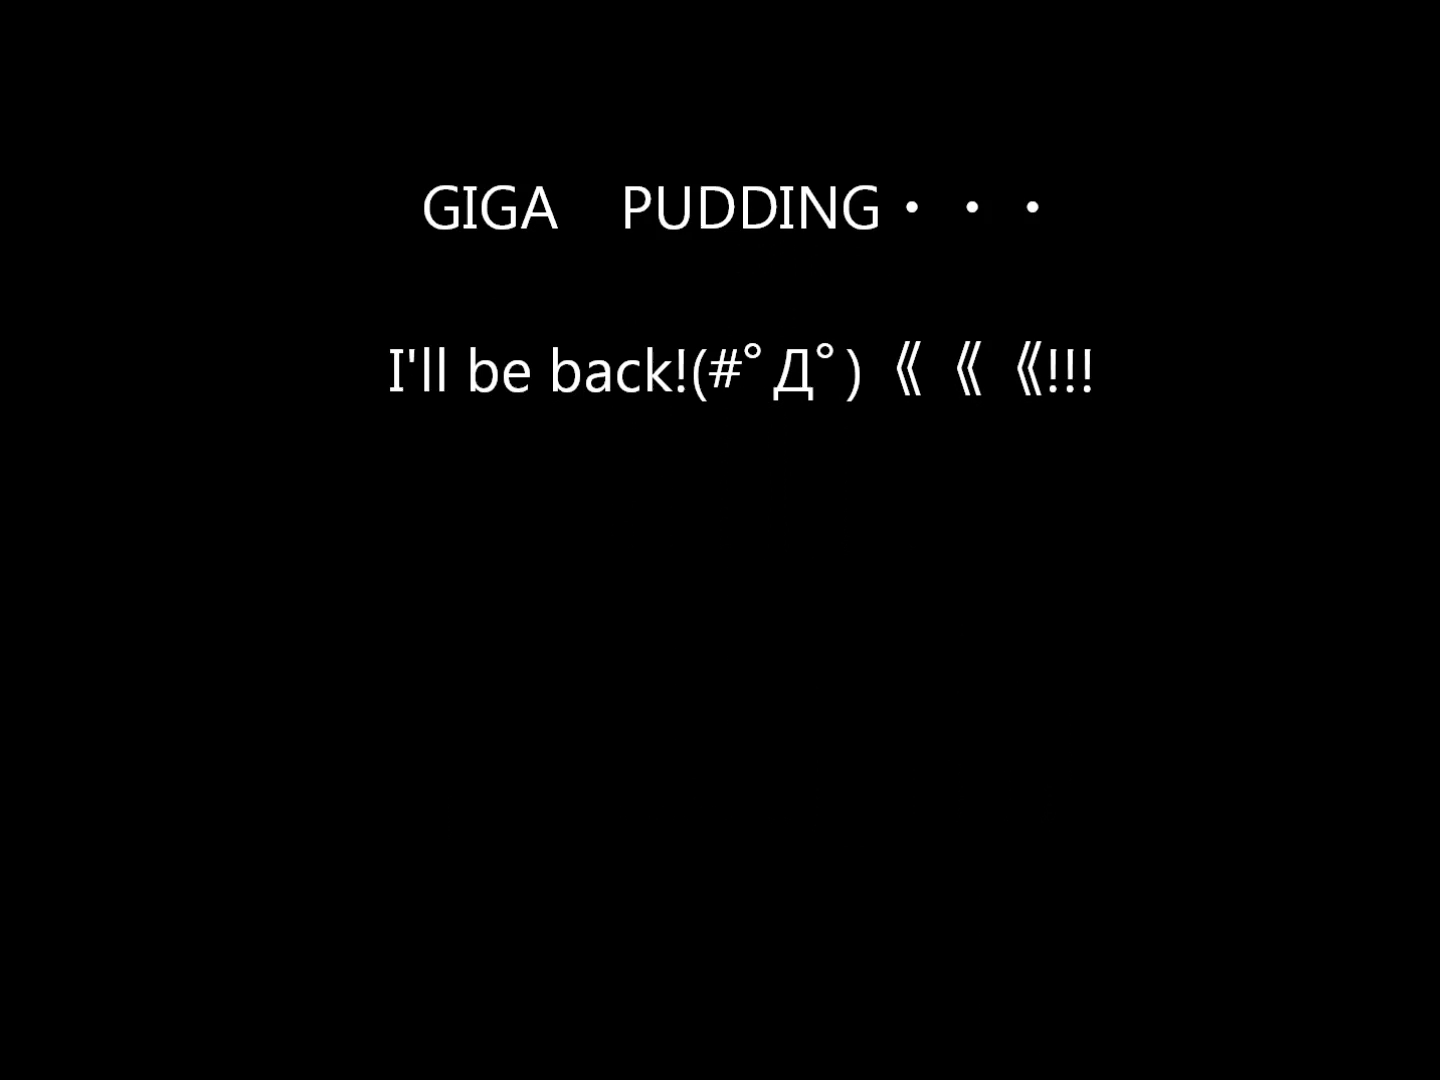 GIGA　PUDDING・・・
I'll be back!(#ﾟДﾟ)《《《!!!